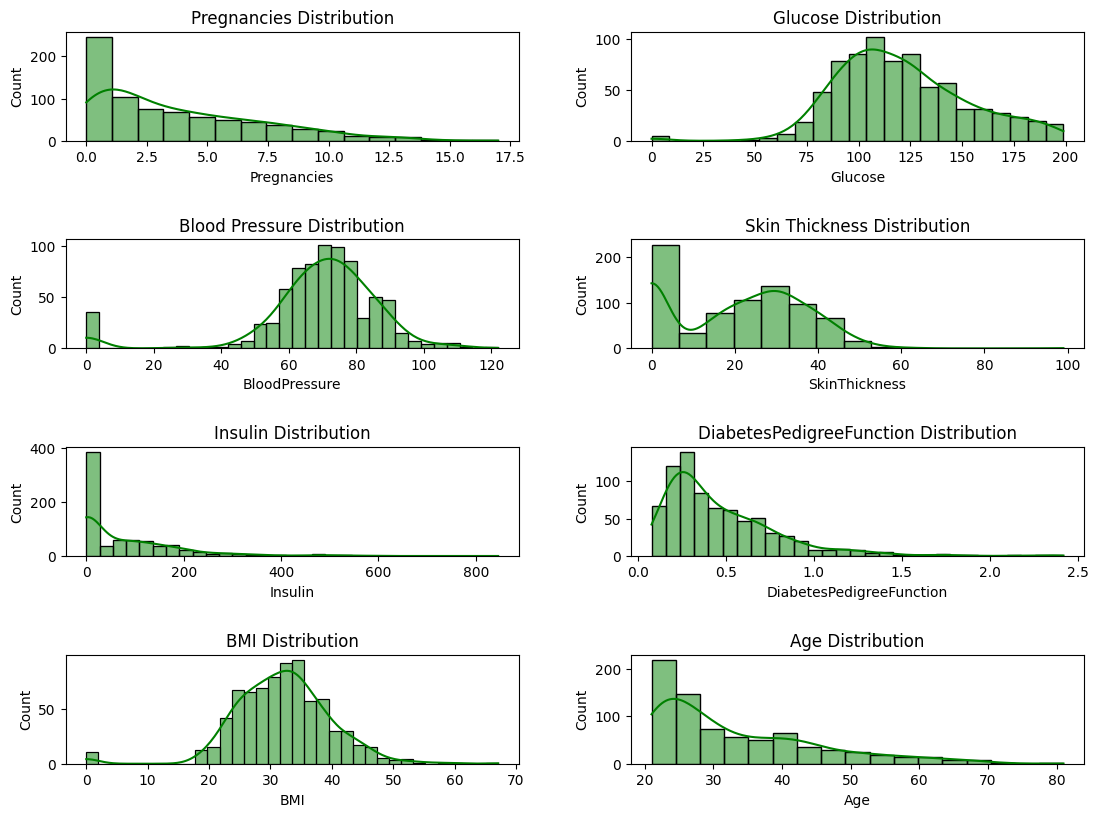 Pregnancies Distribution
Count
200
100
0
0.0 2.5 5.0 7.5 10.0 12.5 15.0 17.5
Pregnancies
Glucose Distribution
Count
100
50
0
0 25 50 75 100 125 150 175 200
Glucose
Blood Pressure Distribution
Count
100
50
0
0 20 40 60 80 100 120
BloodPressure
Skin Thickness Distribution
Count
200
100
0
0 20 40 60 80 100
SkinThickness
Insulin Distribution
Count
400
200
0
0 200 400 600 800
Insulin
DiabetesPedigreeFunction Distribution
Count
100
50
0
0.0 0.5 1.0 1.5 2.0 2.5
DiabetesPedigreeFunction
BMI Distribution
Count
50
0
0 10 20 30 40 50 60 70
BMI
Age Distribution
Count
200
100
0
20 30 40 50 60 70 80
Age